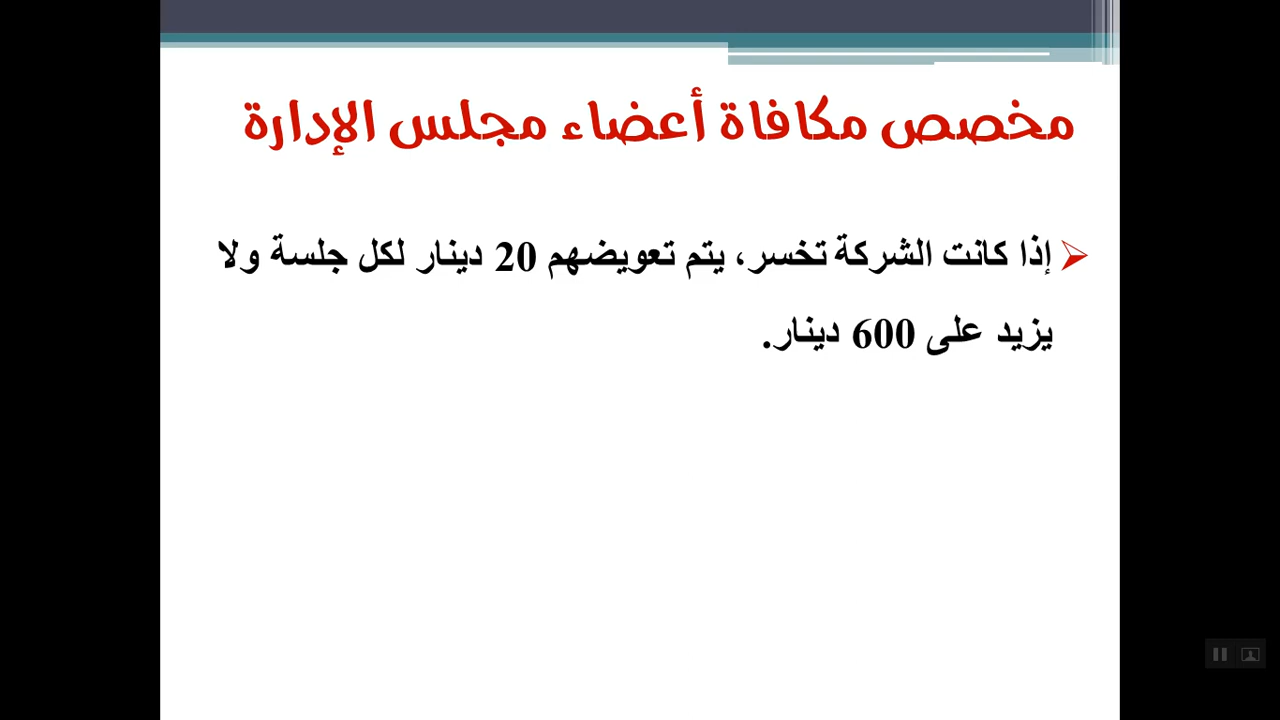 مخصص مكافاة أعضاء مجلس الإدارة
إذا كانت الشركة تخسر، يتم تعويضهم 20 دينار لكل جلسة ولا
يزيد على 600 دينار.